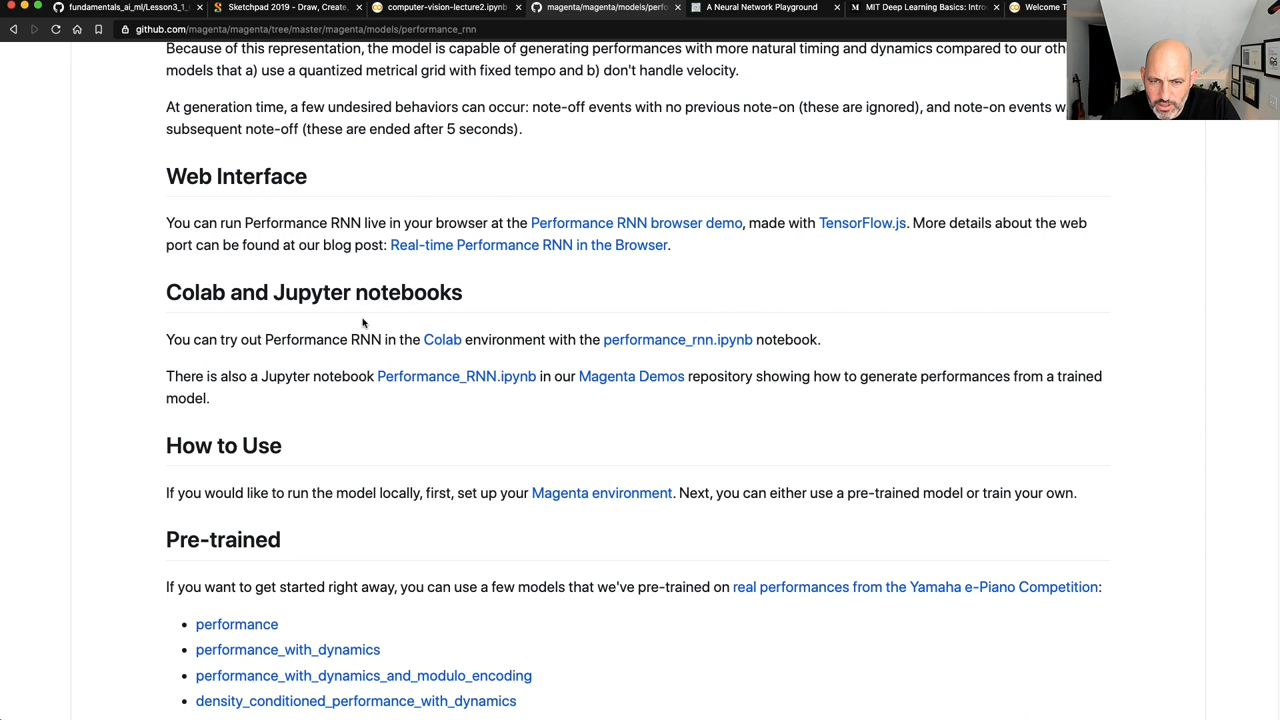 fundamentals_ai_ml/Lesson3_1_ ×
Sketchpad 2019 - Draw, Create, ×
computer-vision-lecture2.ipynb ×
magenta/magenta/models/perfo ×
A Neural Network Playground ×
MIT Deep Learning Basics: Intro ×
Welcome T
github.com/magenta/magenta/tree/master/magenta/models/performance_rnn
Because of this representation, the model is capable of generating performances with more natural timing and dynamics compared to our oth
models that a) use a quantized metrical grid with fixed tempo and b) don't handle velocity.
At generation time, a few undesired behaviors can occur: note-off events with no previous note-on (these are ignored), and note-on events w
subsequent note-off (these are ended after 5 seconds).
Web Interface
You can run Performance RNN live in your browser at the Performance RNN browser demo, made with TensorFlow.js. More details about the web
port can be found at our blog post: Real-time Performance RNN in the Browser.
Colab and Jupyter notebooks
You can try out Performance RNN in the Colab environment with the performance_rnn.ipynb notebook.
There is also a Jupyter notebook Performance_RNN.ipynb in our Magenta Demos repository showing how to generate performances from a trained
model.
How to Use
If you would like to run the model locally, first, set up your Magenta environment. Next, you can either use a pre-trained model or train your own.
Pre-trained
If you want to get started right away, you can use a few models that we've pre-trained on real performances from the Yamaha e-Piano Competition:
• performance
• performance_with_dynamics
• performance_with_dynamics_and_modulo_encoding
• density_conditioned_performance_with_dynamics